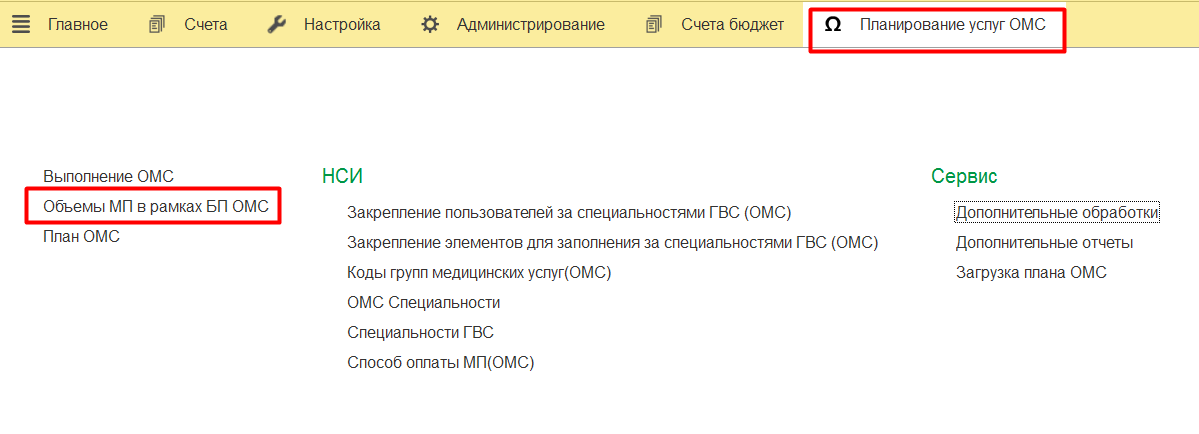 Главное Счета Настройка Администрирование Счета бюджет Планирование услуг ОМС
Выполнение ОМС
Объемы МП в рамках БП ОМС
План ОМС
НСИ
Закрепление пользователей за специальностями ГВС (ОМС)
Закрепление элементов для заполнения за специальностями ГВС (ОМС)
Коды групп медицинских услуг(ОМС)
ОМС Специальности
Специальности ГВС
Способ оплаты МП(ОМС)
Сервис
Дополнительные обработки
Дополнительные отчеты
Загрузка плана ОМС